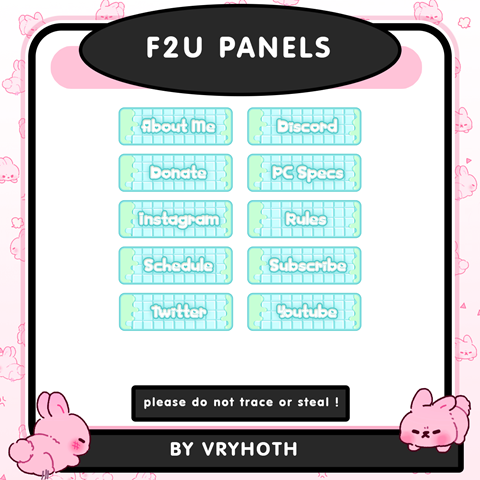 F2U PANELS
About Me
Discord
Donate
PC Specs
Instagram
Rules
Schedule
Subscribe
Twitter
Youtube
please do not trace or steal !
BY VRYHOTH